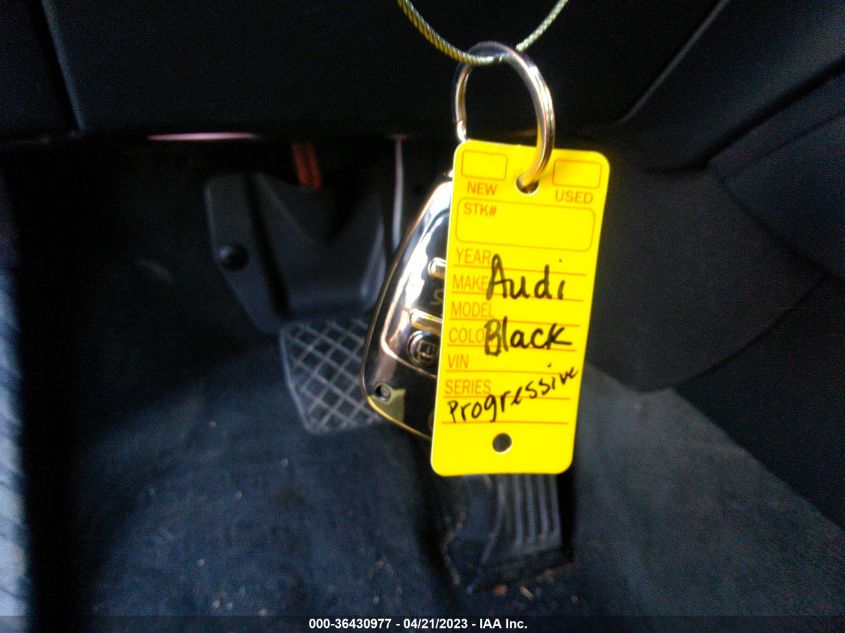 NEW USED
STK#
YEAR
MAKE Audi
MODEL
COLO Black
VIN
SERIES
Progressive
000-36430977 - 04/21/2023 - IAA Inc.